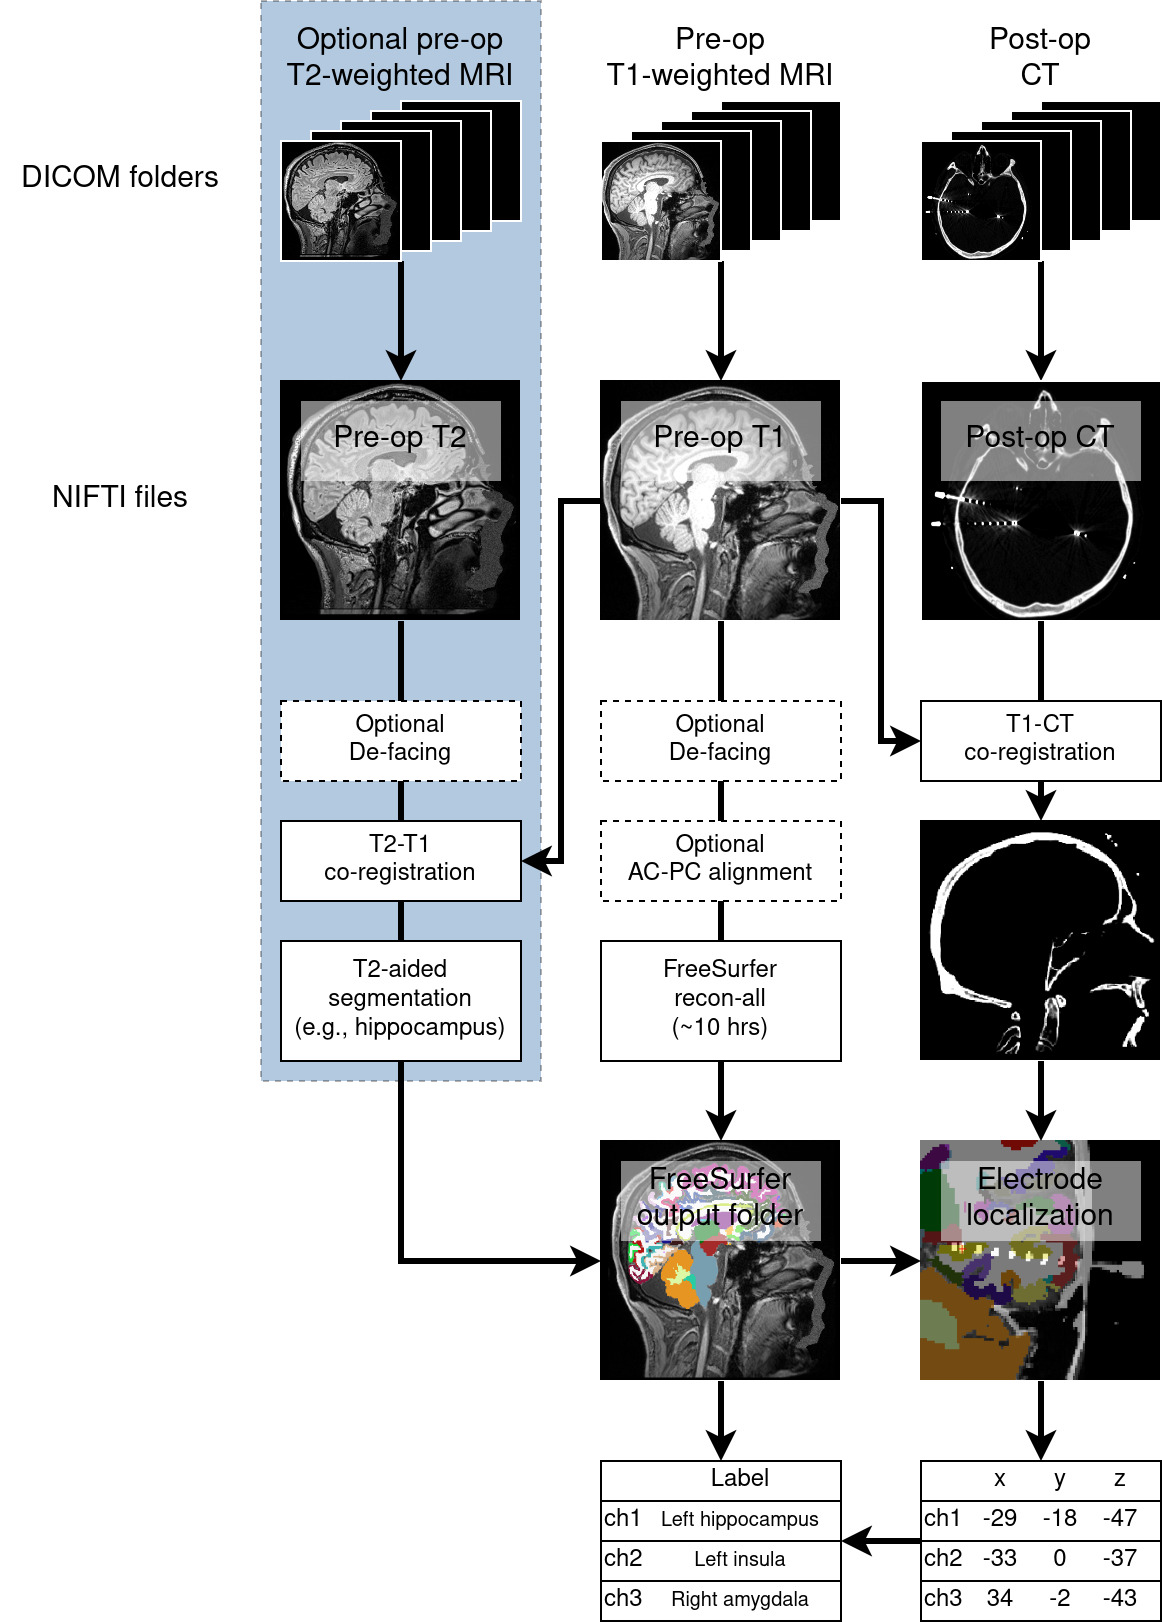 Optional pre-op
T2-weighted MRI
Pre-op
T1-weighted MRI
Post-op
CT
DICOM folders
NIFTI files
Pre-op T2
Pre-op T1
Post-op CT
Optional
De-facing
Optional
De-facing
T1-CT
co-registration
T2-T1
co-registration
Optional
AC-PC alignment
T2-aided
segmentation
(e.g., hippocampus)
FreeSurfer
recon-all
(~10 hrs)
FreeSurfer
output folder
Electrode
localization
Label
ch1 Left hippocampus
ch2 Left insula
ch3 Right amygdala
x y z
ch1 -29 -18 -47
ch2 -33 0 -37
ch3 34 -2 -43